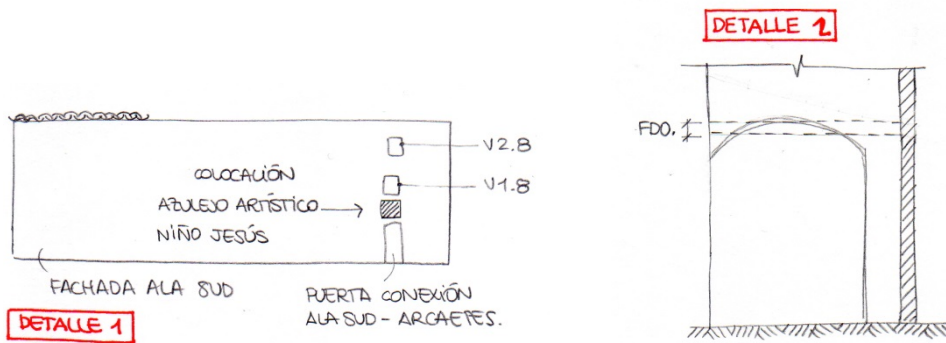 DETALLE 2
FDO.
V2.8
COLOCACIÓN
V1.8
AZULEJO ARTÍSTICO
NIÑO JESÚS
FACHADA ALA SUD
PUERTA CONEXIÓN
ALA SUD - ARCAEPES.
DETALLE 1